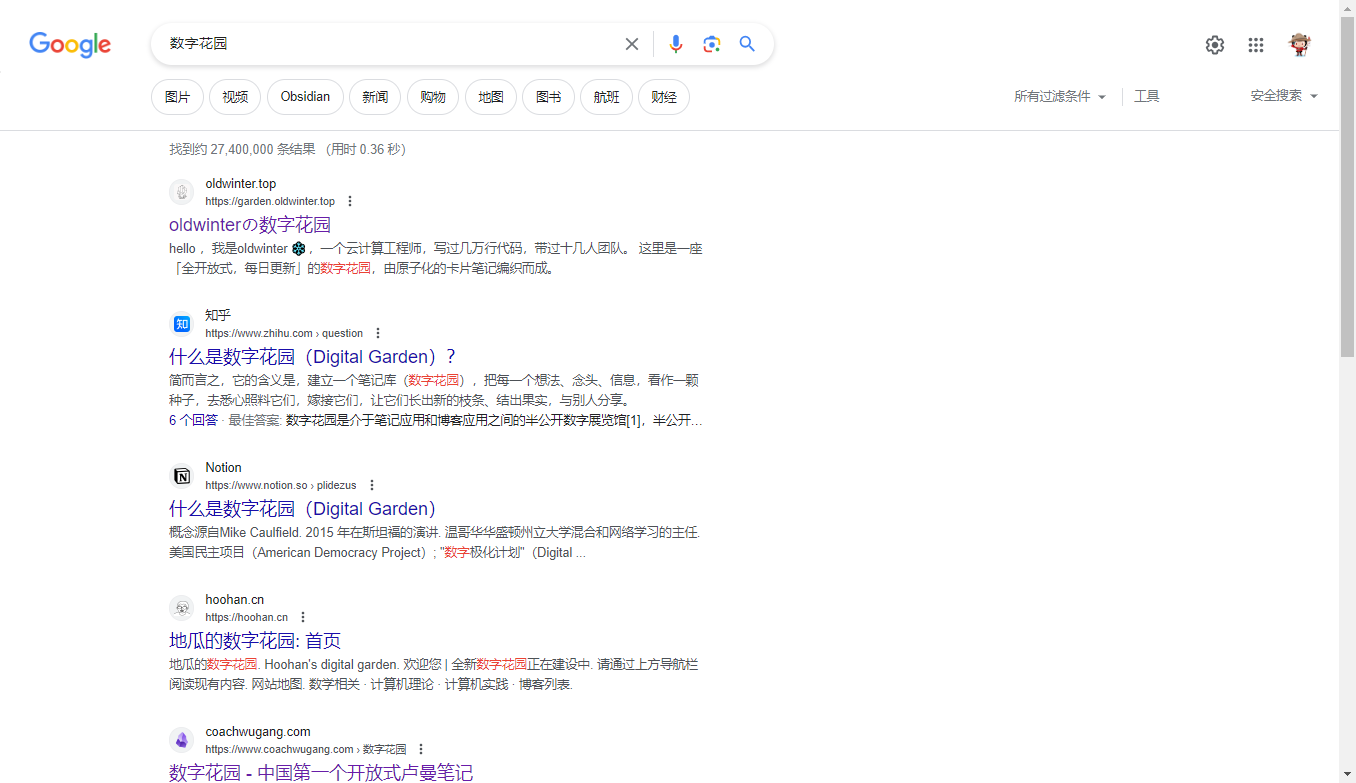 Google
数字花园
图片
视频
Obsidian
新闻
购物
地图
图书
航班
财经
所有过滤条件
工具
安全搜索
找到约 27,400,000 条结果 （用时 0.36 秒）
oldwinter.top
https://garden.oldwinter.top
oldwinterの数字花园
hello ，我是oldwinter ，一个云计算工程师，写过几万行代码，带过十几人团队。 这里是一座
「全开放式，每日更新」的数字花园，由原子化的卡片笔记编织而成。
知
知乎
https://www.zhihu.com › question
什么是数字花园（Digital Garden）？
简而言之，它的含义是，建立一个笔记库（数字花园），把每一个想法、念头、信息，看作一颗
种子，去悉心照料它们，嫁接它们，让它们长出新的枝条、结出果实，与别人分享。
6 个回答 · 最佳答案: 数字花园是介于笔记应用和博客应用之间的半公开数字展览馆[1]，半公开...
N
Notion
https://www.notion.so › plidezus
什么是数字花园（Digital Garden）
概念源自Mike Caulfield. 2015 年在斯坦福的演讲. 温哥华华盛顿州立大学混合和网络学习的主任.
美国民主项目（American Democracy Project）; "数字极化计划"（Digital ...
hoohan.cn
https://hoohan.cn
地瓜的数字花园: 首页
地瓜的数字花园. Hoohan's digital garden. 欢迎您 | 全新数字花园正在建设中. 请通过上方导航栏
阅读现有内容. 网站地图. 数学相关 · 计算机理论 · 计算机实践 · 博客列表.
coachwugang.com
https://www.coachwugang.com › 数字花园
数字花园 - 中国第一个开放式卢曼笔记